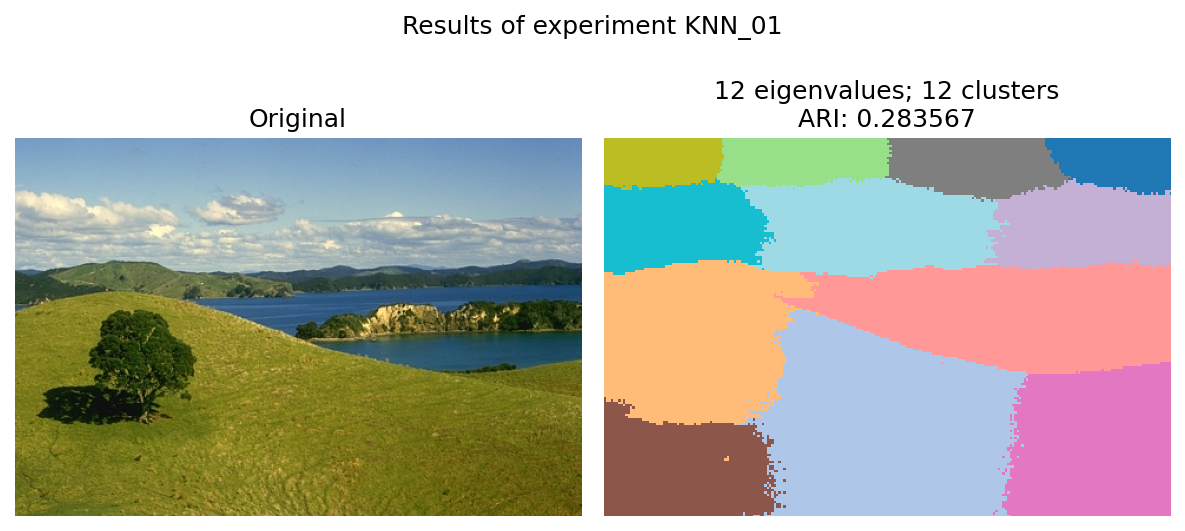 Results of experiment KNN_01
Original
12 eigenvalues; 12 clusters
ARI: 0.283567